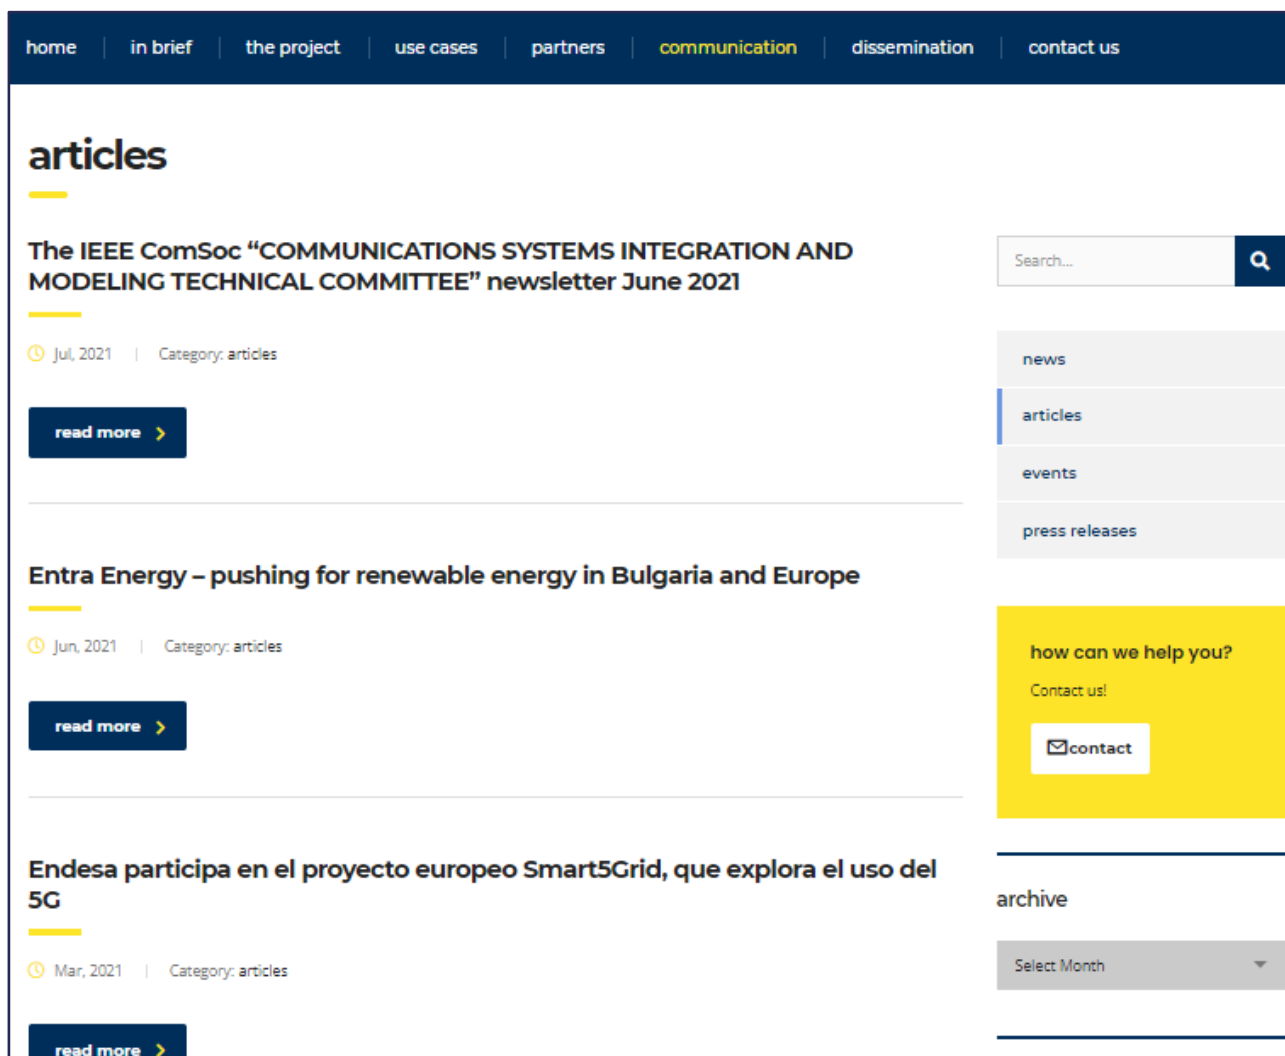 home in brief the project use cases partners communication dissemination contact us
articles
The IEEE ComSoc “COMMUNICATIONS SYSTEMS INTEGRATION AND
MODELING TECHNICAL COMMITTEE” newsletter June 2021
Jul, 2021 | Category: articles
read more
Entra Energy – pushing for renewable energy in Bulgaria and Europe
Jun, 2021 | Category: articles
read more
Endesa participa en el proyecto europeo Smart5Grid, que explora el uso del
5G
Mar, 2021 | Category: articles
read more
Search...
news
articles
events
press releases
how can we help you?
Contact us!
contact
archive
Select Month